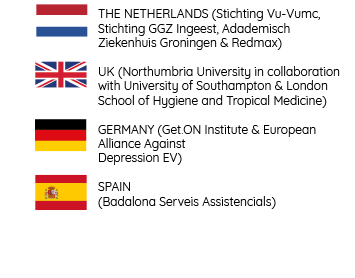 THE NETHERLANDS (Stichting Vu-Vumc,
Stichting GGZ Ingeest, Adademisch
Ziekenhuis Groningen & Redmax)
UK (Northumbria University in collaboration
with University of Southampton & London
School of Hygiene and Tropical Medicine)
GERMANY (Get.ON Institute & European
Alliance Against
Depression EV)
SPAIN
(Badalona Serveis Assistencials)